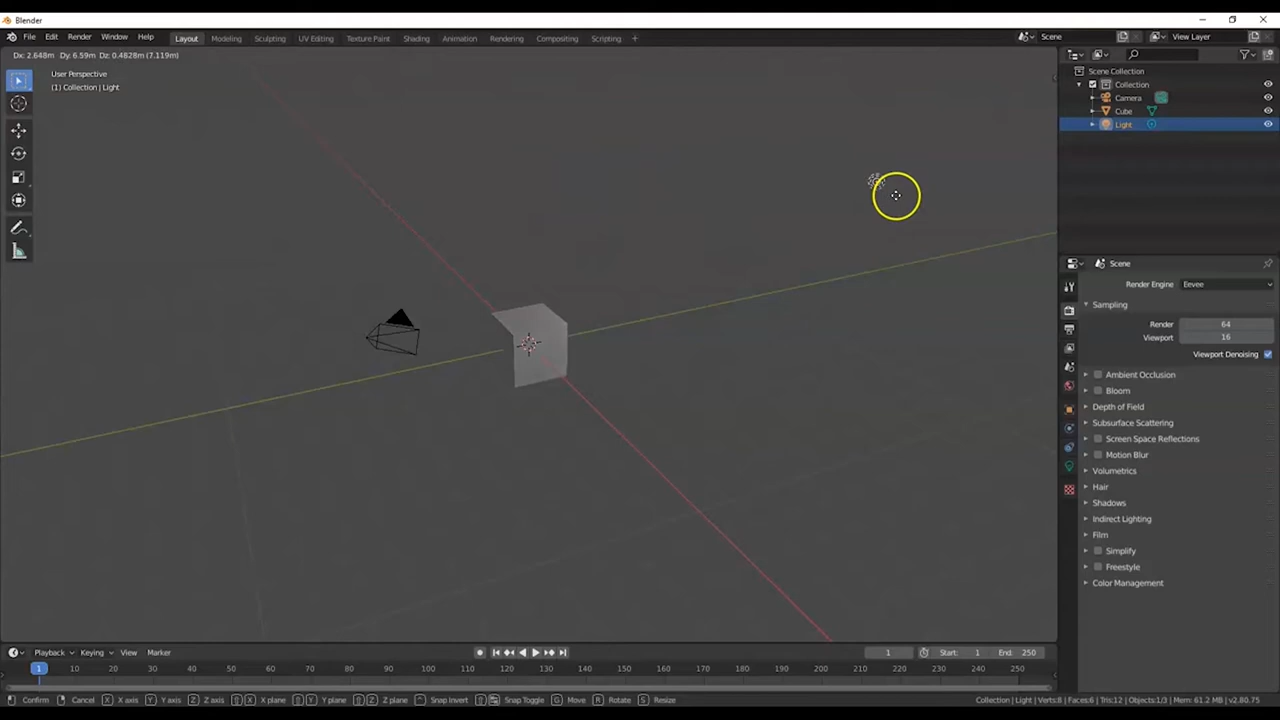 Blender
File Edit Render Window Help Layout Modeling Sculpting UV Editing Texture Paint Shading Animation Rendering Compositing Scripting + Scene View Layer
Dx: 2.648m Dy: 6.59m Dz: 0.4828m (7.119m)
User Perspective
(1) Collection | Light
Scene Collection
Collection
Camera
Cube
Light
Scene
Render Engine Eevee
Sampling
Render 64
Viewport 16
Viewport Denoising
Ambient Occlusion
Bloom
Depth of Field
Subsurface Scattering
Screen Space Reflections
Motion Blur
Volumetrics
Hair
Shadows
Indirect Lighting
Film
Simplify
Freestyle
Color Management
Playback Keying View Marker 1 Start: 1 End: 250
1 10 20 30 40 50 60 70 80 90 100 110 120 130 140 150 160 170 180 190 200 210 220 230 240 250
Confirm Cancel X X axis Y Y axis Z Z axis X X plane Y Y plane Z Z plane Snap Invert Snap Toggle G Move R Rotate S Resize Collection | Light | Verts:8 | Faces:6 | Tris:12 | Objects:1/3 | Mem: 61.2 MB | v2.80.75